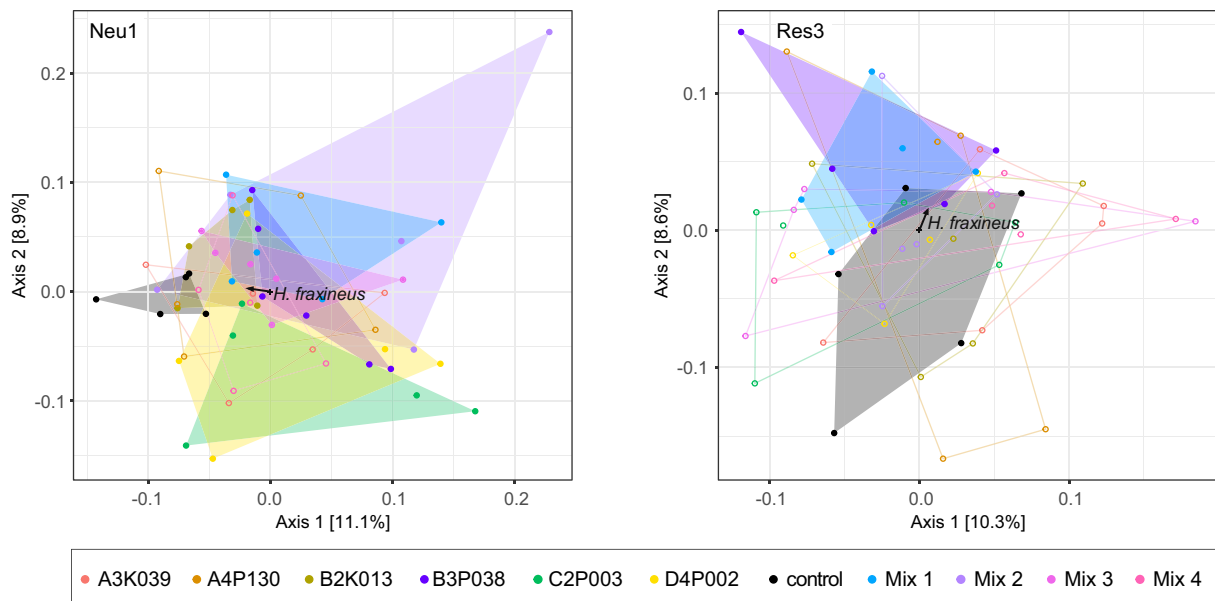 Neu1
Res3
Axis 2 [8.9%]
0.2
0.1
0.0
-0.1
H. fraxineus
-0.1
0.0
0.1
0.2
Axis 1 [11.1%]
Axis 2 [8.6%]
0.1
0.0
-0.1
H. fraxineus
-0.1
0.0
0.1
Axis 1 [10.3%]
A3K039 A4P130 B2K013 B3P038 C2P003 D4P002 control Mix 1 Mix 2 Mix 3 Mix 4